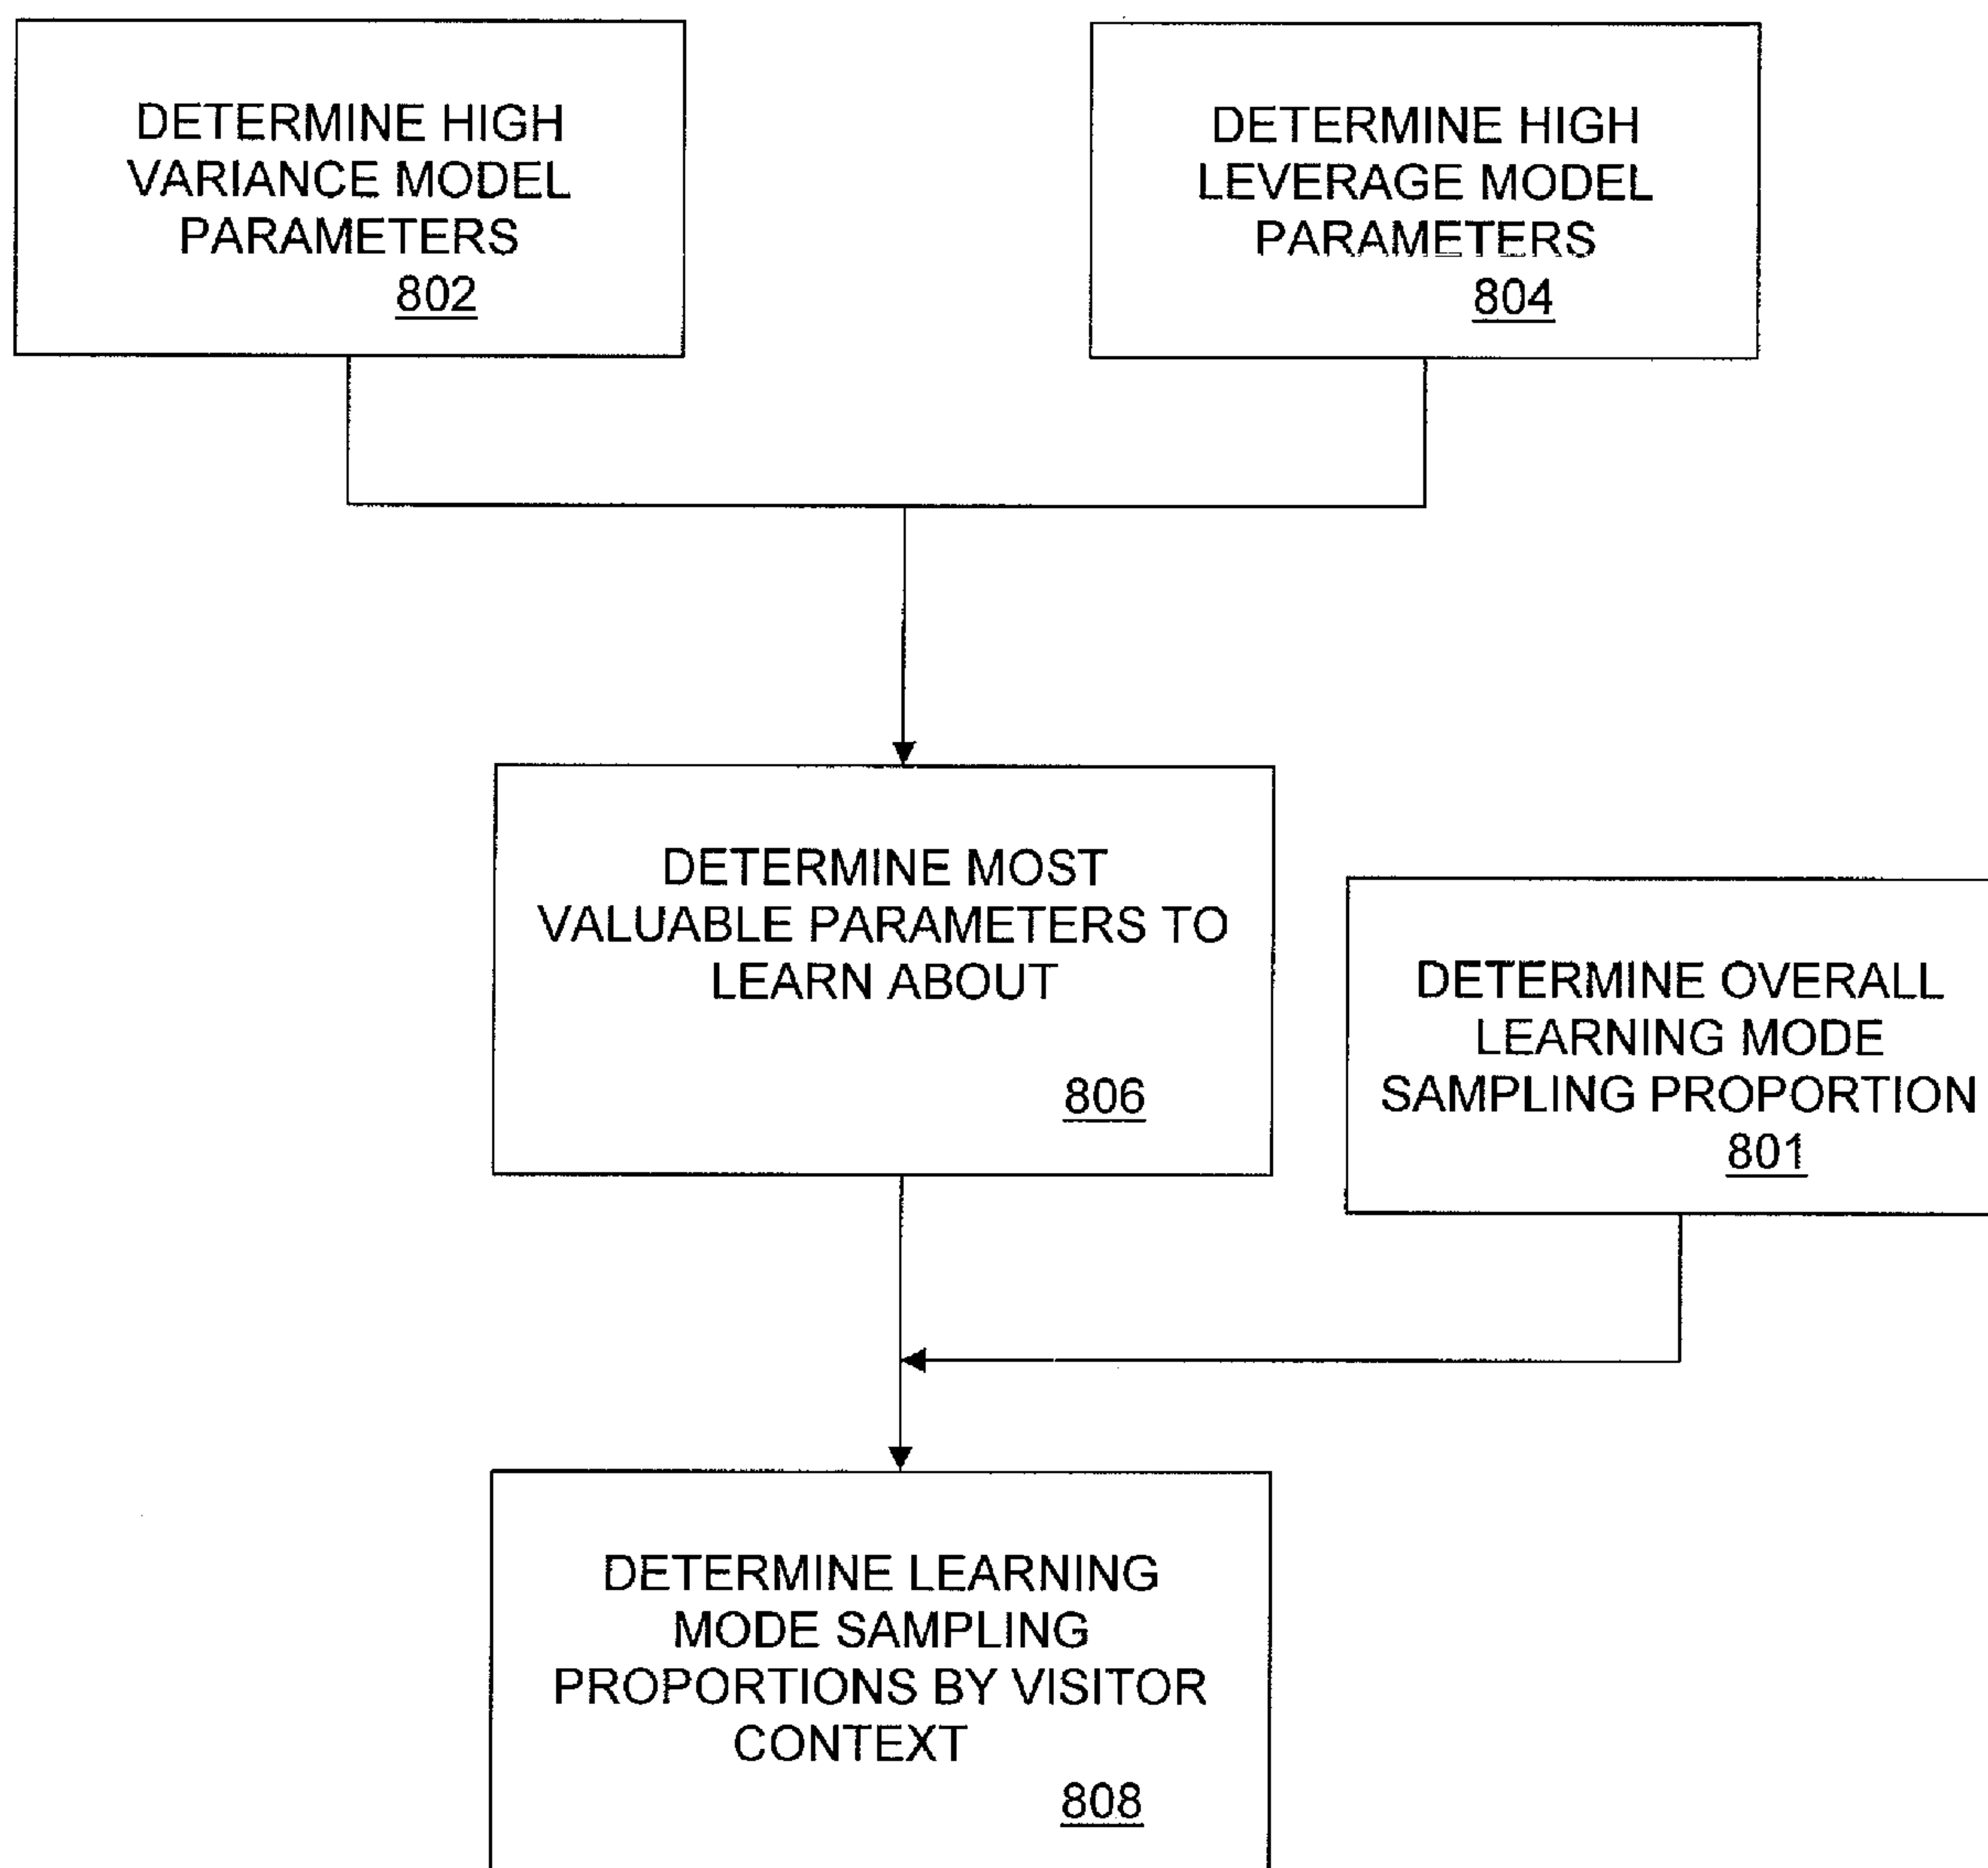 DETERMINE HIGH
VARIANCE MODEL
PARAMETERS
802
DETERMINE HIGH
LEVERAGE MODEL
PARAMETERS
804
DETERMINE MOST
VALUABLE PARAMETERS TO
LEARN ABOUT
806
DETERMINE OVERALL
LEARNING MODE
SAMPLING PROPORTION
801
DETERMINE LEARNING
MODE SAMPLING
PROPORTIONS BY VISITOR
CONTEXT
808